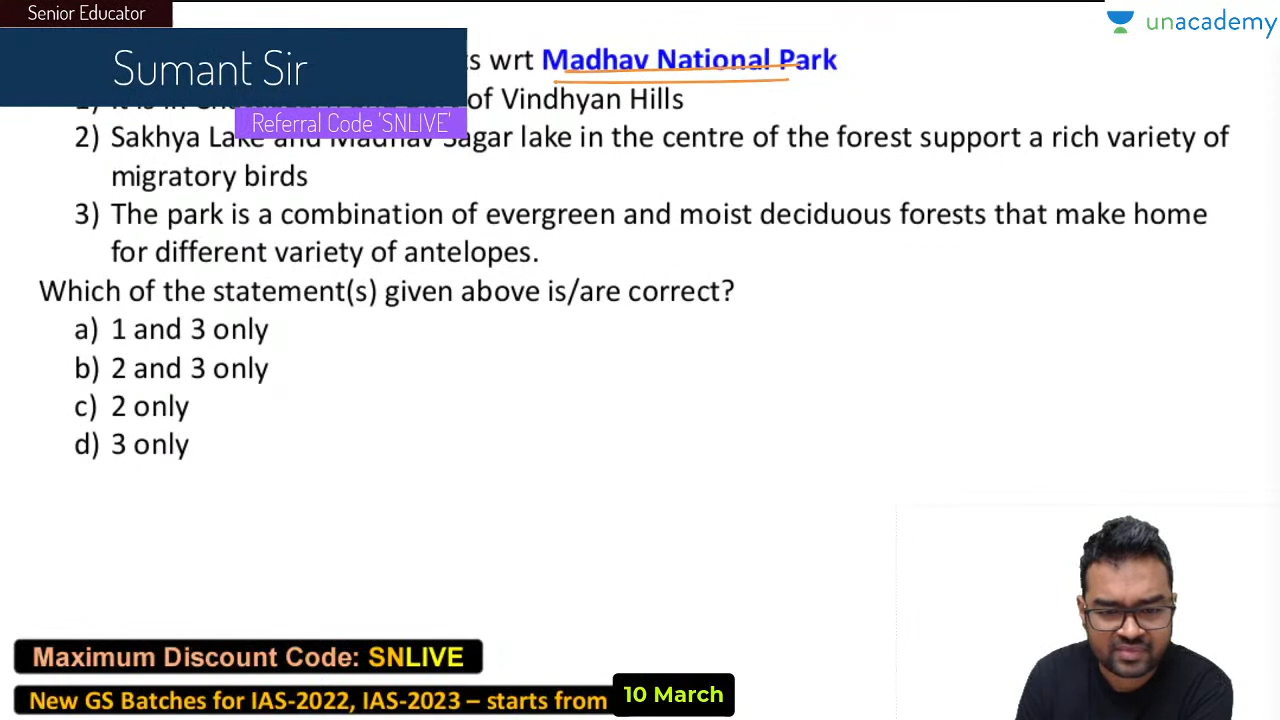 Senior Educator
unacademy
Sumant Sir
ts wrt Madhav National Park
of Vindhyan Hills
Referral Code 'SNLIVE'
2) Sakhya Lake and Madhav Sagar lake in the centre of the forest support a rich variety of
migratory birds
3) The park is a combination of evergreen and moist deciduous forests that make home
for different variety of antelopes.
Which of the statement(s) given above is/are correct?
a) 1 and 3 only
b) 2 and 3 only
c) 2 only
d) 3 only
Maximum Discount Code: SNLIVE
New GS Batches for IAS-2022, IAS-2023 – starts from 10 March